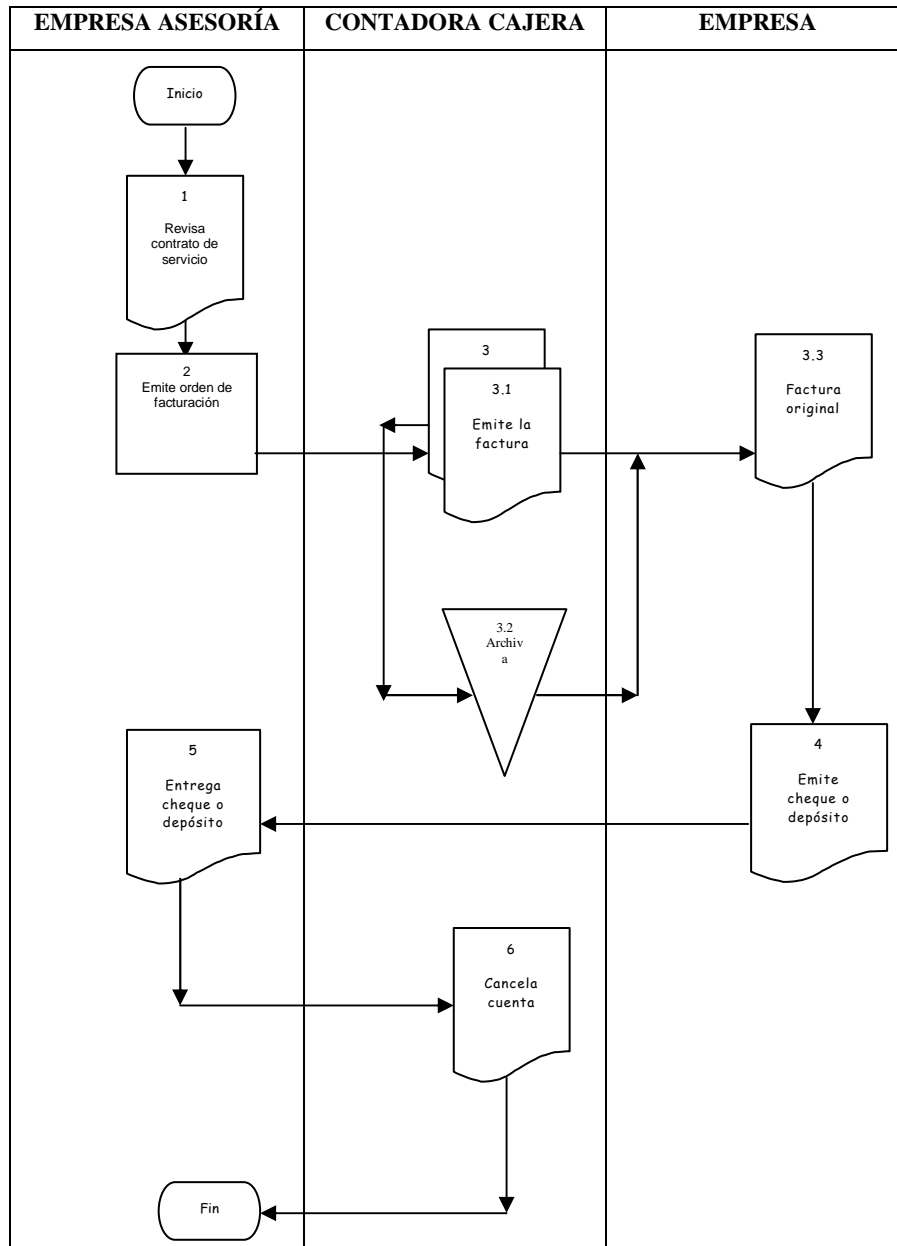 EMPRESA ASESORÍA
CONTADORA CAJERA
EMPRESA
Inicio
1
Revisa
contrato de
servicio
2
Emite orden de
facturación
3
3.1
Emite la
factura
3.3
Factura
original
3.2
Archiv
a
5
Entrega
cheque o
depósito
4
Emite
cheque o
depósito
6
Cancela
cuenta
Fin